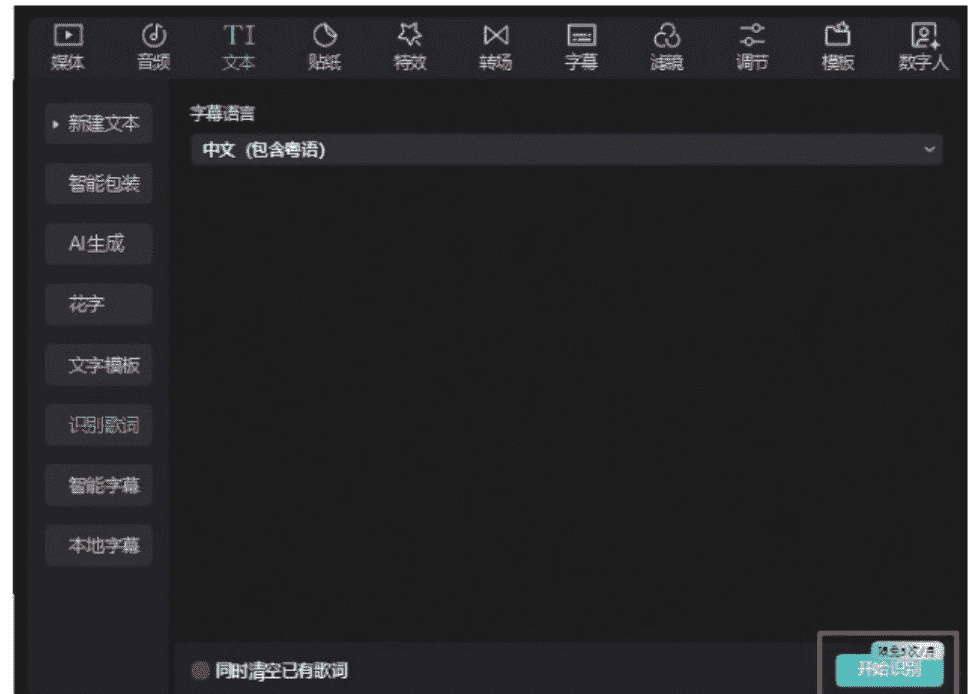 媒体 音频 TI 文本 贴纸 特效 转场 字幕 滤镜 调节 模板 数字人
新建文本
智能包装
AI生成
花字
文字模板
识别歌词
智能字幕
本地字幕
字幕语言
中文 (包含粤语)
同时清空已有歌词
开始识别